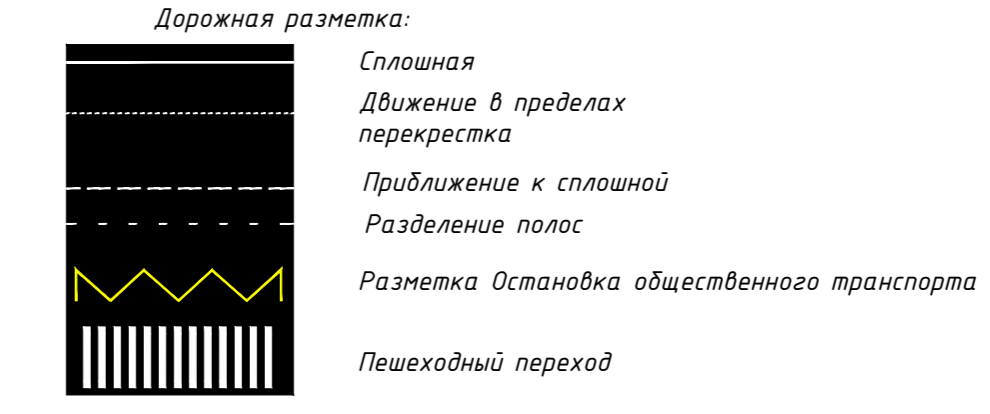 Дорожная разметка:
Сплошная
Движение в пределах
перекрестка
Приближение к сплошной
Разделение полос
Разметка Остановка общественного транспорта
Пешеходный переход